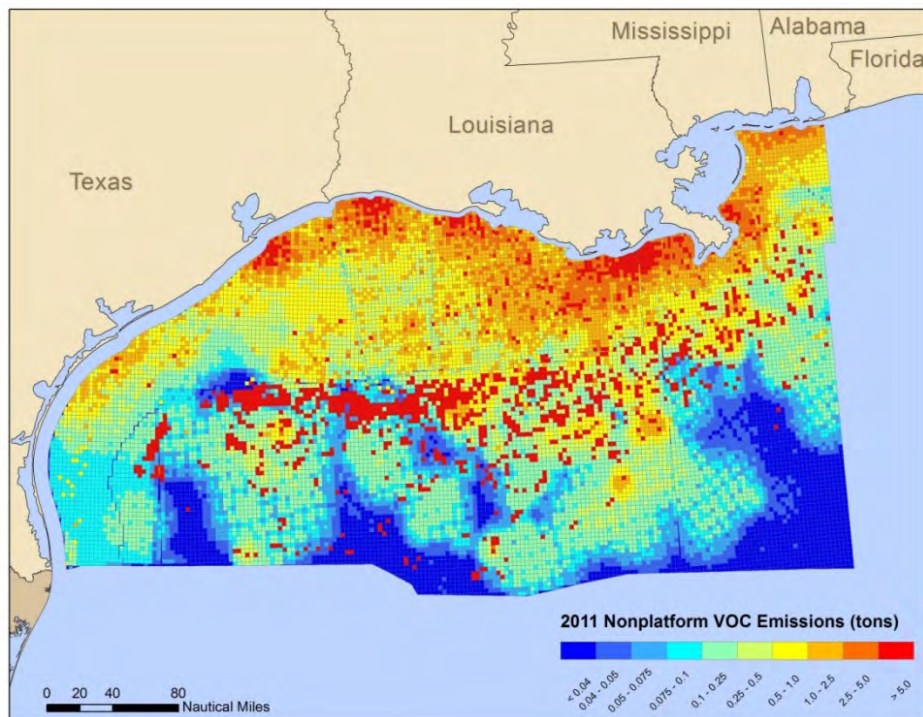 Mississippi
Alabama
Florida
Louisiana
Texas
2011 Nonplatform VOC Emissions (tons)
< 0.04
0.04 - 0.05
0.05 - 0.075
0.075 - 0.1
0.1 - 0.25
0.25 - 0.5
0.5 - 1.0
1.0 - 2.5
2.5 - 5.0
> 5.0
0 20 40 80
Nautical Miles